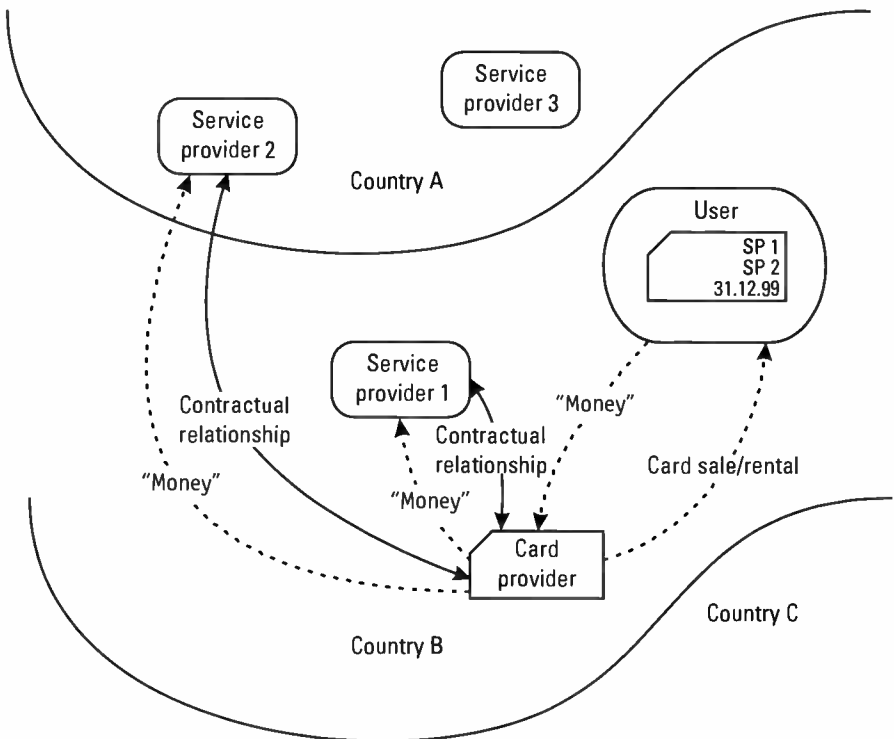 Service
provider 3
Service
provider 2
Country A
User
SP 1
SP 2
31.12.99
Service
provider 1
"Money"
Contractual
relationship
Contractual
relationship
Card sale/rental
"Money"
"Money"
Card
provider
Country C
Country B